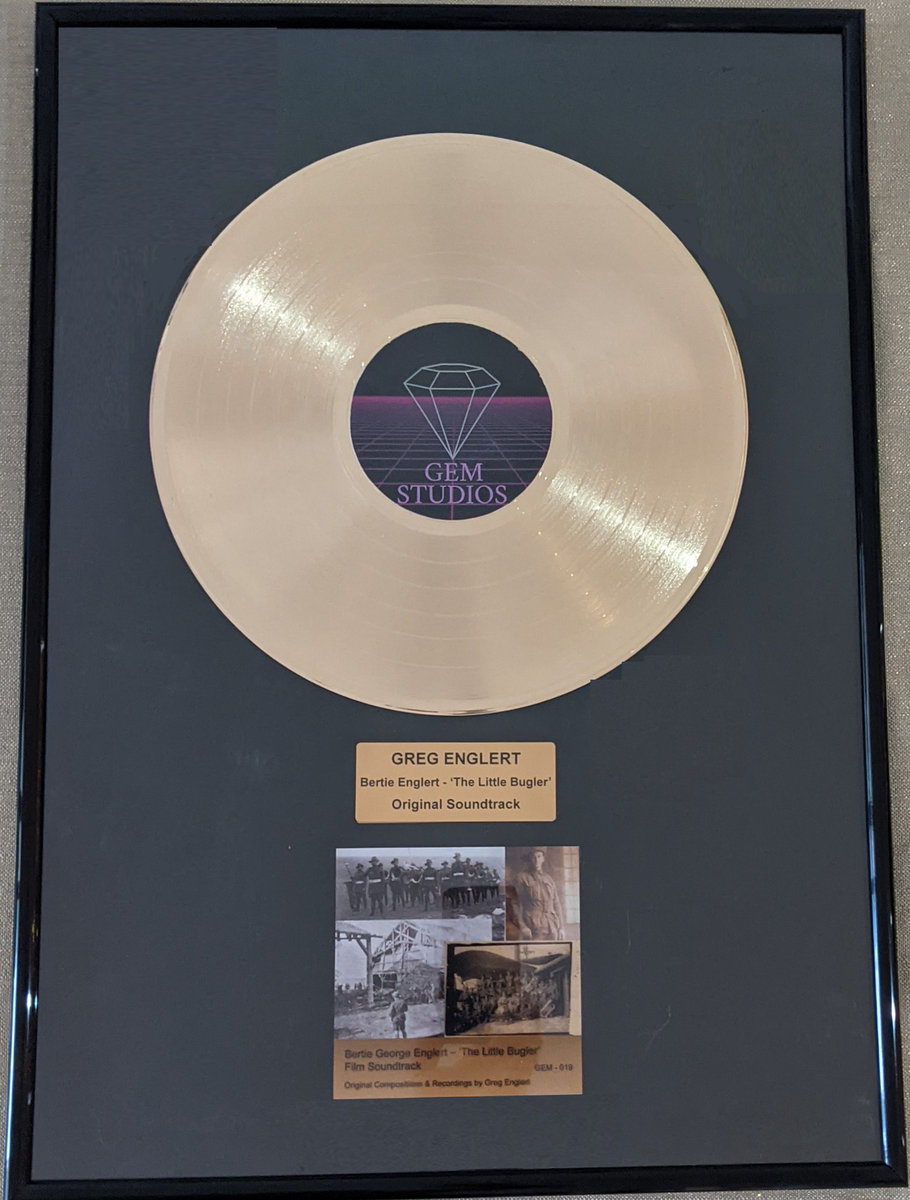 GEM
STUDIOS
GREG ENGLERT
Bertie Englert - ‘The Little Bugler’
Original Soundtrack
Bertie George Englert – ‘The Little Bugler’
Film Soundtrack
GEM - 019
Original Compositions & Recordings by Greg Englert